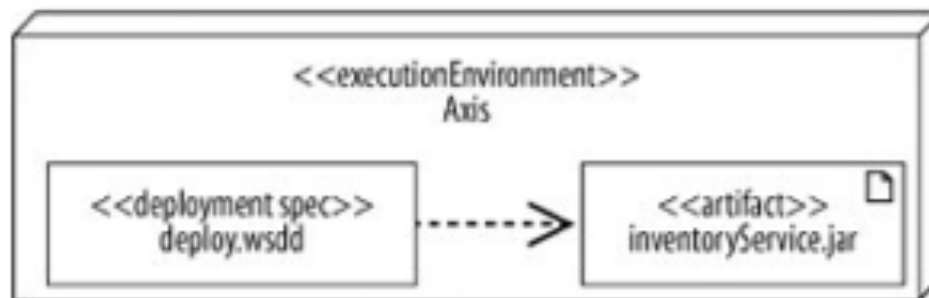 <<executionEnvironment>>
Axis
<<deployment spec>>
deploy.wsdd
<<artifact>>
inventoryService.jar